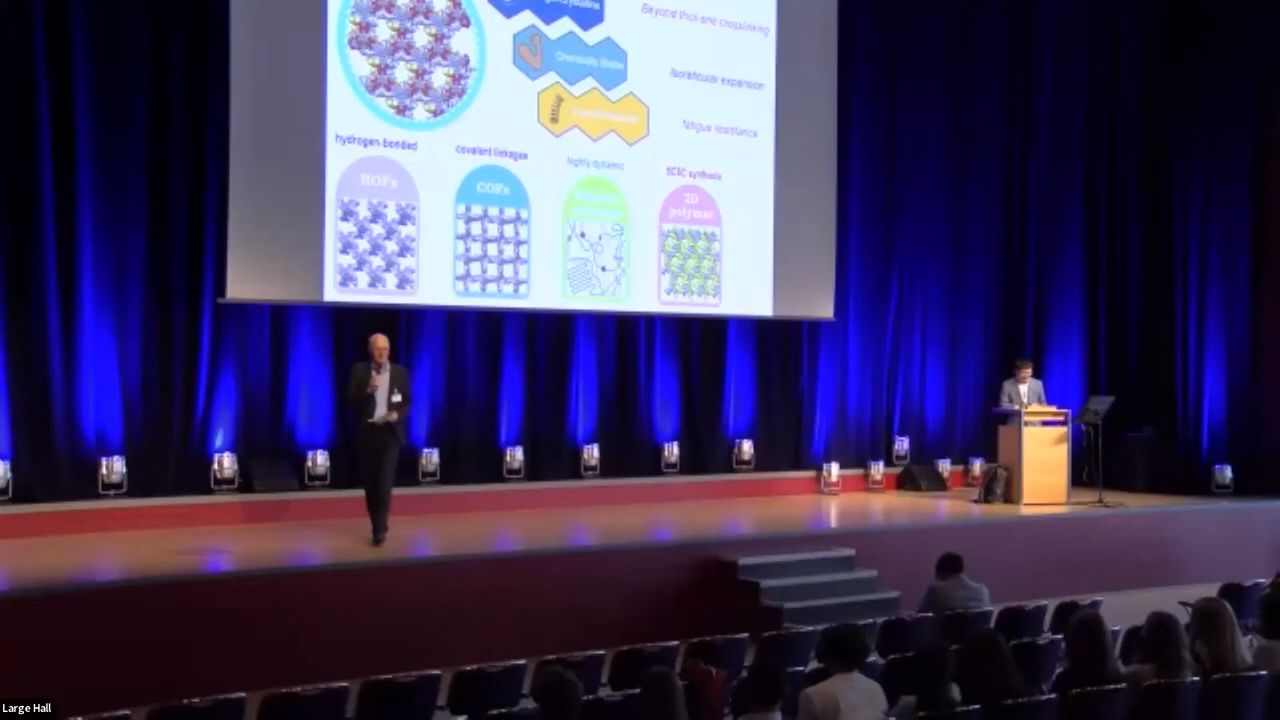 Beyond thiol-ene crosslinking
Chemically Stable
Isoreticular expansion
Fatigue resistance
hydrogen-bonded
covalent linkages
highly dynamic
SCSC synthesis
HOFs
COFs
2D
polymer
Large Hall